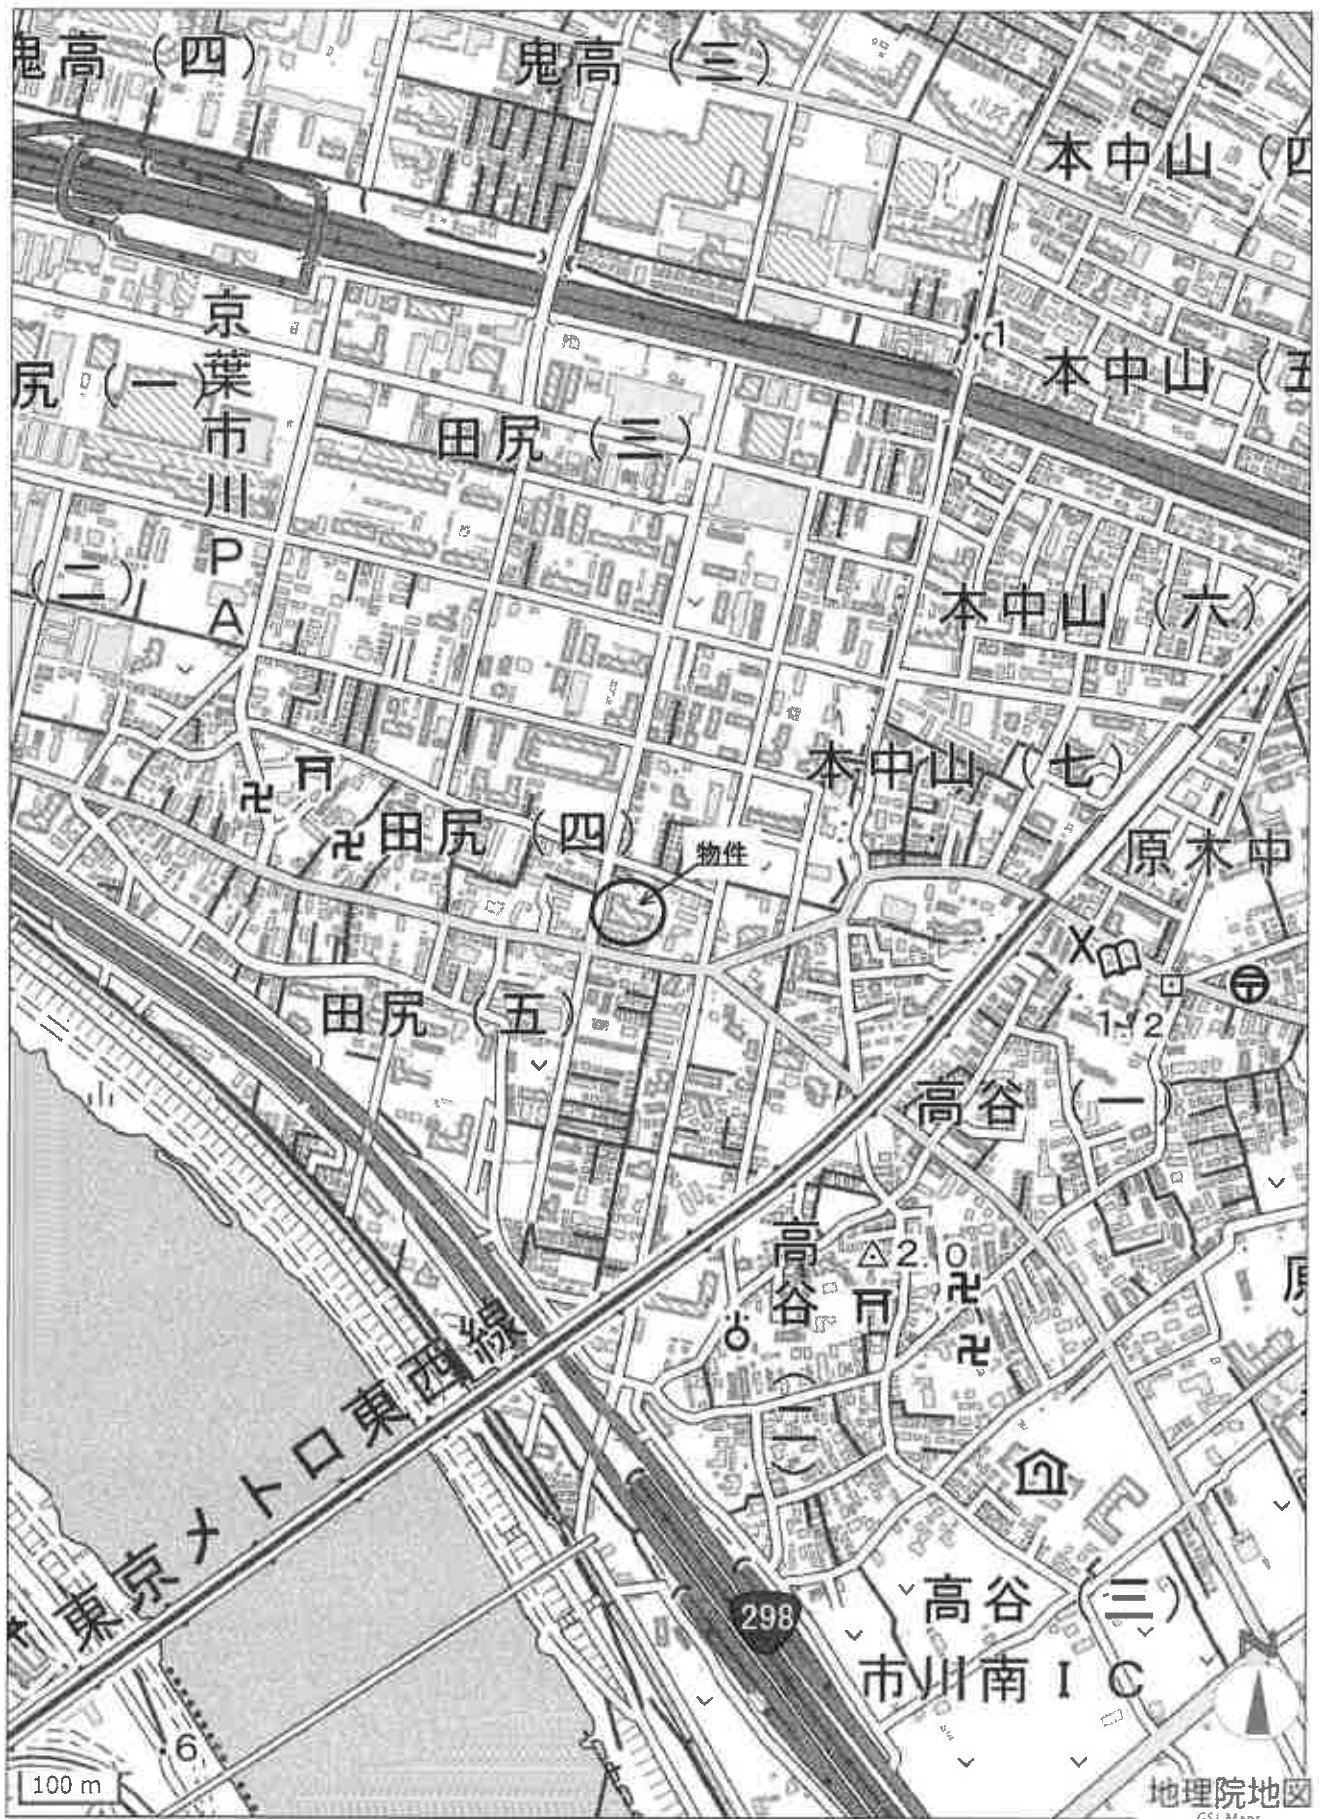 鬼高（四）
鬼高（三）
本中山（四
1
京葉市川PA
本中山（五
尻（一）
田尻（三）
（二）
本中山（六）
本中山（七）
田尻（四）
物件
原木中
田尻（五）
1.2
高谷（一）
高谷（二）
2.0
原
東京メトロ東西線
298
高谷（三）
市川南IC
6
100 m
地理院地図
GSI Maps
N